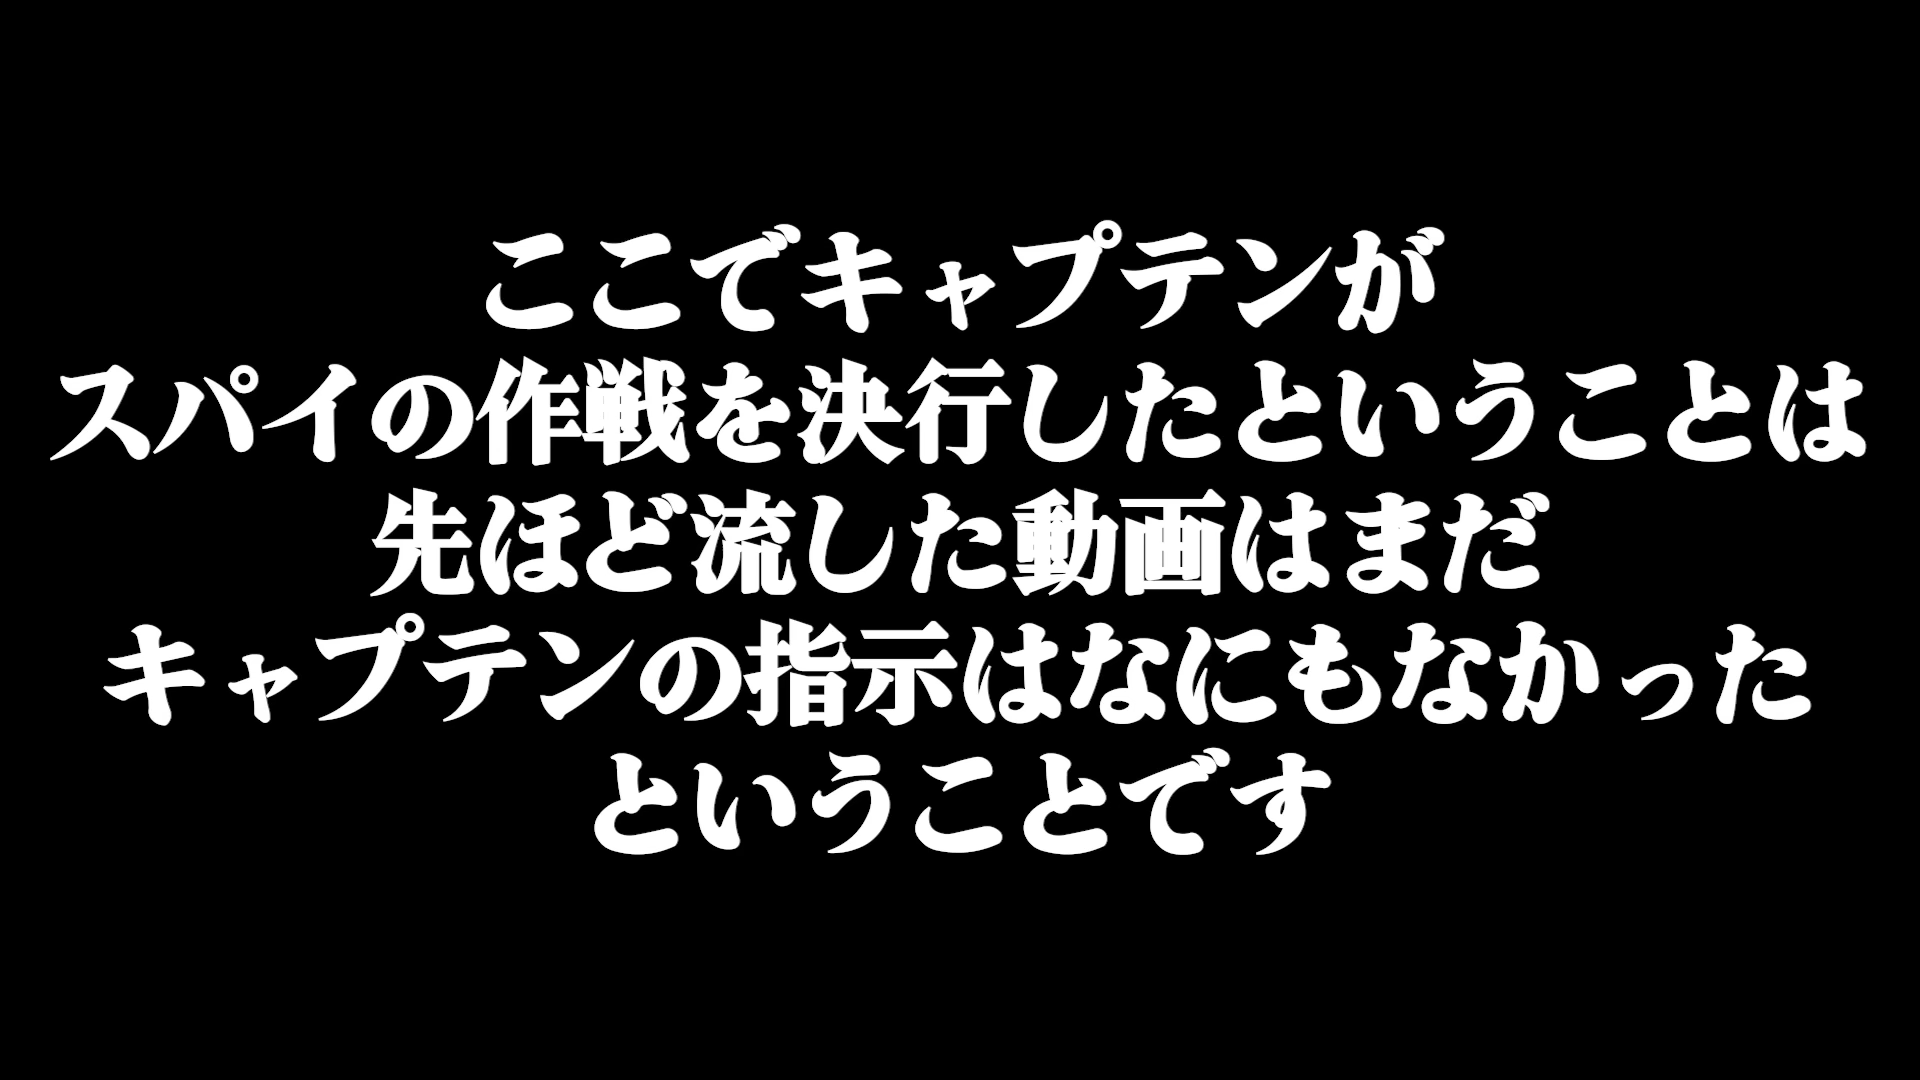 ここでキャプテンが
スパイの作戦を決行したということは
先ほど流した動画はまだ
キャプテンの指示はなにもなかった
ということです